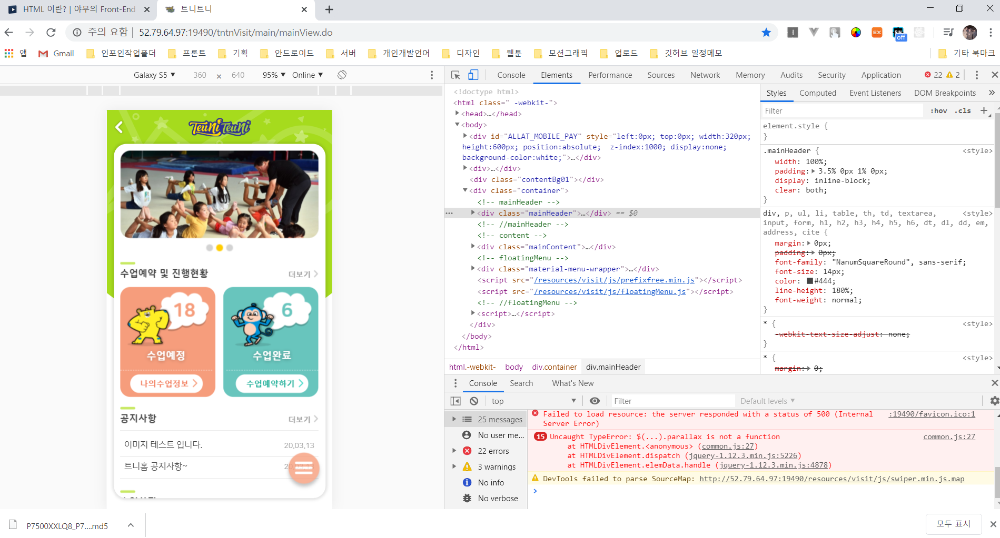 HTML 이란? | 야무의 Front-End
트니트니
주의 요함 | 52.79.64.97:19490/tntnVisit/main/mainView.do
EX
off
앱
Gmail
인포인작업폴더
프론트
기획
안드로이드
서버
개인개발언어
디자인
웹툰
모션그래픽
업로드
깃허브 일정메모
기타 북마크
Galaxy S5 ▼ 360 × 640 95% ▼ Online ▼
Console Elements Performance Sources Network Memory Audits Security Application 22 2
TeuNi TeuNi
수업예약 및 진행현황 더보기
18
6
수업예정
수업완료
나의수업정보
수업예약하기
공지사항 더보기
이미지 테스트 입니다. 20.03.13
트니홈 공지사항~
<!doctype html>
<html class=" -webkit-">
<head>…</head>
<body>
<div id="ALLAT_MOBILE_PAY" style="left:0px; top:0px; width:320px;
height:600px; position:absolute;  z-index:1000; display:none;
background-color:white;">…</div>
<div>…</div>
<div class="contentBg01"></div>
<div class="container">
<!-- mainHeader -->
<div class="mainHeader">…</div> == $0
<!-- //mainHeader -->
<!-- content -->
<div class="mainContent">…</div>
<!-- floatingMenu -->
<div class="material-menu-wrapper">…</div>
<script src="/resources/visit/js/prefixfree.min.js"></script>
<script src="/resources/visit/js/floatingMenu.js"></script>
<!-- //floatingMenu -->
<script>…</script>
</div>
</body>
</html>
html.-webkit- body div.container div.mainHeader
Styles Computed Event Listeners DOM Breakpoints »
Filter :hov .cls +
element.style {
}
.mainHeader { <style>
width: 100%;
padding: 3.5% 0px 1% 0px;
display: inline-block;
clear: both;
}
div, p, ul, li, table, th, td, textarea, <style>
input, form, h1, h2, h3, h4, h5, h6, dt, dl, dd, em,
address, cite {
margin: 0px;
padding: 0px;
font-family: "NanumSquareRound", sans-serif;
font-size: 14px;
color: #444;
line-height: 180%;
font-weight: normal;
}
* { <style>
-webkit-text-size-adjust: none;
}
* { <style>
margin: 0;
Console Search What's New
top Filter Default levels ▼
25 messages
No user me...
22 errors
3 warnings
No info
No verbose
Failed to load resource: the server responded with a status of 500 (Internal :19490/favicon.ico:1
Server Error)
15 Uncaught TypeError: $(...).parallax is not a function common.js:27
at HTMLDivElement.<anonymous> (common.js:27)
at HTMLDivElement.dispatch (jquery-1.12.3.min.js:5226)
at HTMLDivElement.elemData.handle (jquery-1.12.3.min.js:4878)
DevTools failed to parse SourceMap: http://52.79.64.97:19490/resources/visit/js/swiper.min.js.map
P7500XXLQ8_P7....md5
모두 표시